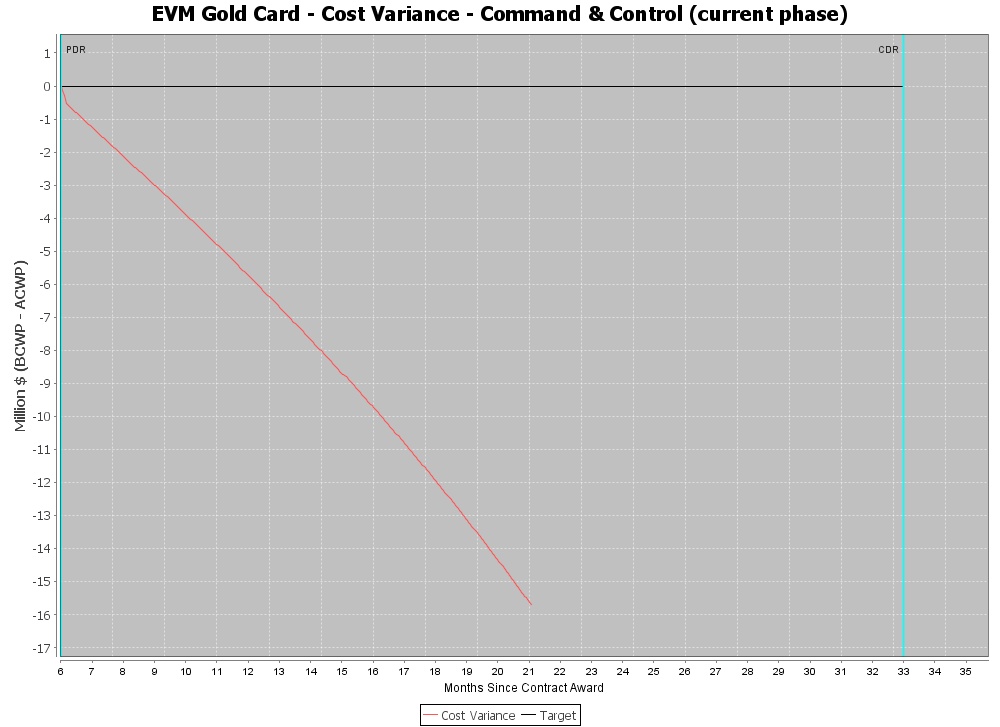 EVM Gold Card - Cost Variance - Command & Control (current phase)
PDR
CDR
1
0
-1
-2
-3
-4
-5
-6
-7
-8
-9
-10
-11
-12
-13
-14
-15
-16
-17
Million $ (BCWP - ACWP)
6 7 8 9 10 11 12 13 14 15 16 17 18 19 20 21 22 23 24 25 26 27 28 29 30 31 32 33 34 35
Months Since Contract Award
Cost Variance Target